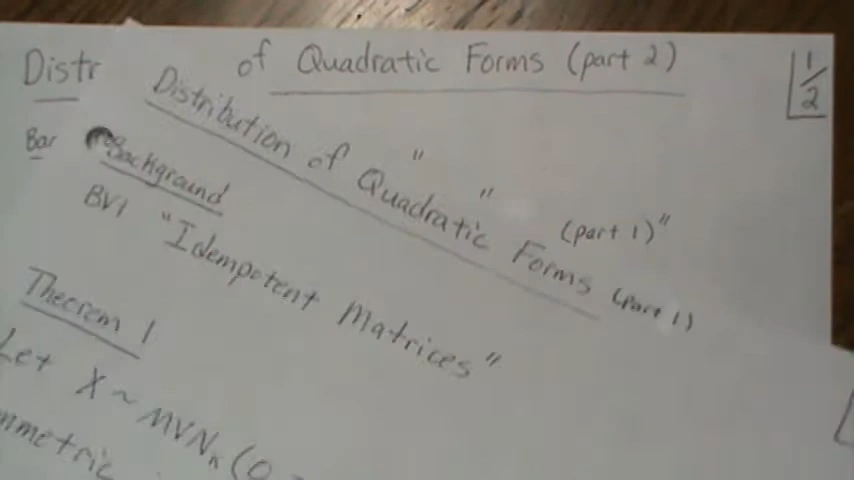 Distr of Quadratic Forms (part 2)
1/2
Bac
" " (part 1)"
Distribution of Quadratic Forms (part 1)
Background
BVI "Idempotent Matrices"
Theorem 1
Let X ~ MVNn(0,
mmetric